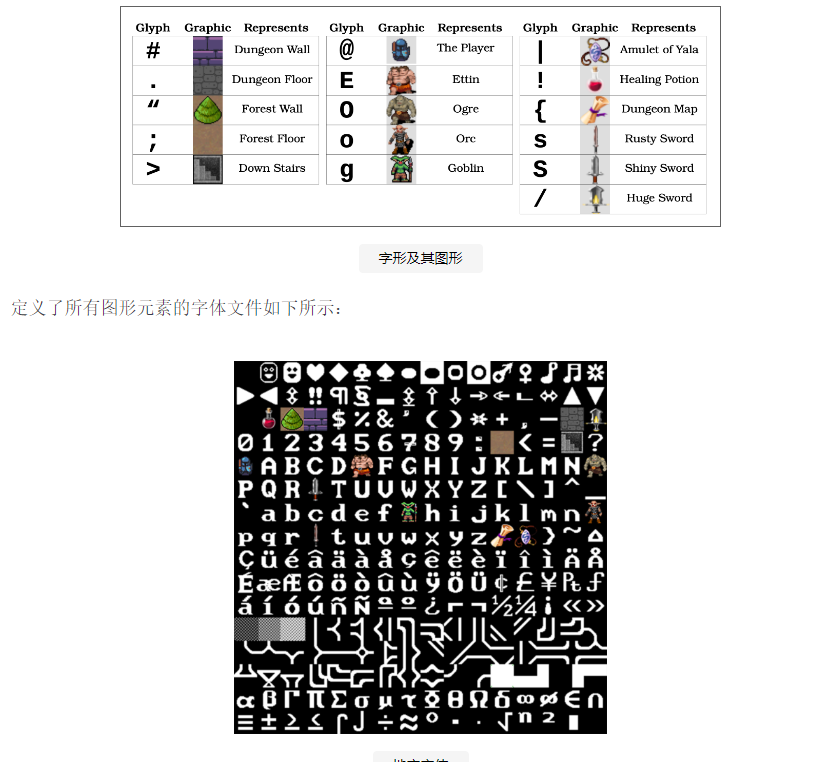 Glyph Graphic Represents Glyph Graphic Represents Glyph Graphic Represents
# Dungeon Wall @ The Player | Amulet of Yala
. Dungeon Floor E Ettin ! Healing Potion
“ Forest Wall O Ogre { Dungeon Map
; Forest Floor o Orc s Rusty Sword
> Down Stairs g Goblin S Shiny Sword
/ Huge Sword
字形及其图形
定义了所有图形元素的字体文件如下所示：
$ % & ' ( ) * + , -
0 1 2 3 4 5 6 7 8 9 : < = ?
A B C D F G H I J K L M N
P Q R T U V W X Y Z [ \ ] ^ _
` a b c d e f h i j k l m n
p q r t u v w x y z } ~ ⌂
Ç ü é â ä à å ç ê ë è ï î ì Ä Å
É æ Æ ô ö ò û ù ÿ Ö Ü ¢ £ ¥ ₧ ƒ
á í ó ú ñ Ñ ª º ¿ ⌐ ¬ ½ ¼ ¡ « »
α β Γ π Σ σ µ τ Φ θ Ω δ ∞ ø ∈ ∩
≡ ± ≥ ≤ ⌠ ⌡ ÷ ≈ ° ∙ · √ ⁿ ² ■